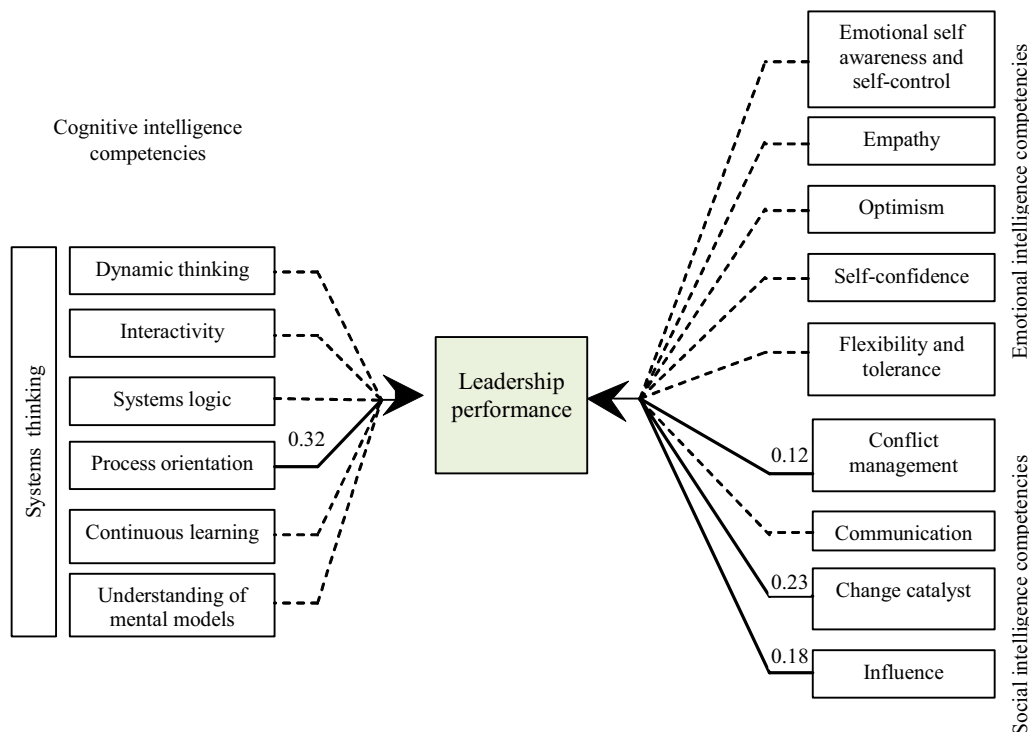 Cognitive intelligence
competencies
Systems thinking
Dynamic thinking
Interactivity
Systems logic
Process orientation
Continuous learning
Understanding of
mental models
0.32
Leadership
performance
Emotional self
awareness and
self-control
Empathy
Optimism
Self-confidence
Flexibility and
tolerance
Emotional intelligence competencies
0.12
Conflict
management
Communication
0.23
Change catalyst
0.18
Influence
Social intelligence competencies